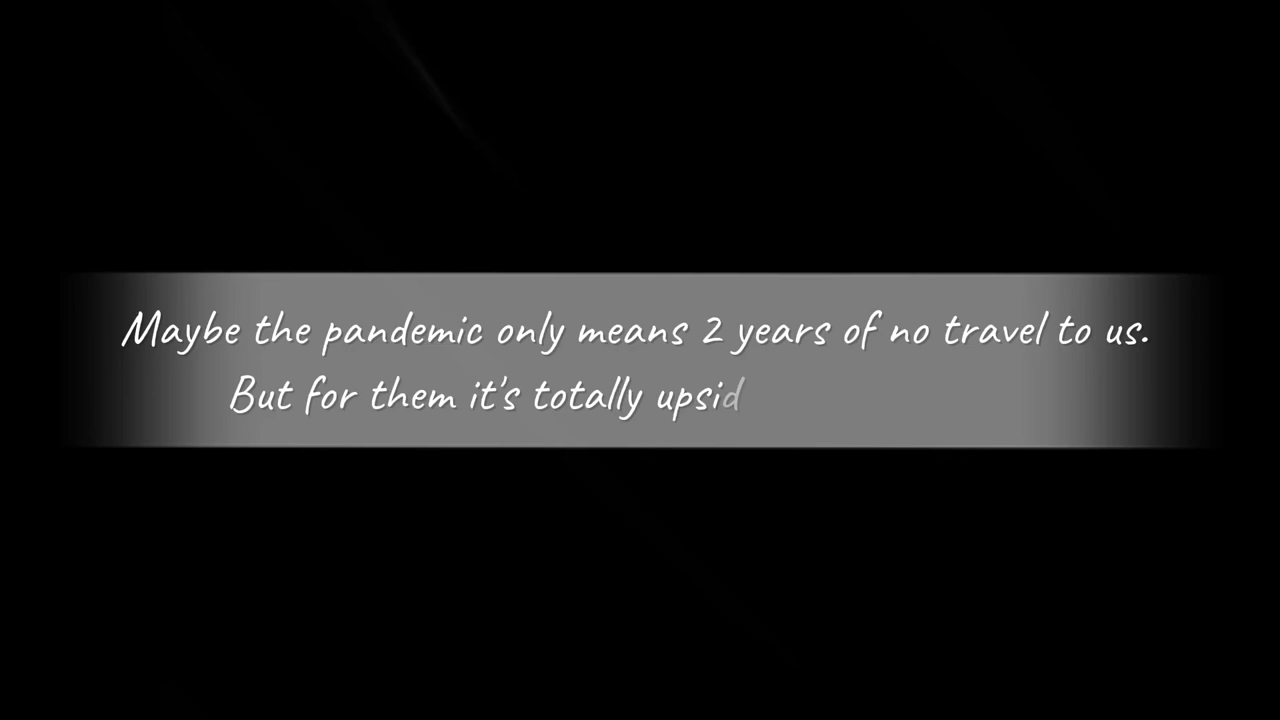 Maybe the pandemic only means 2 years of no travel to us.
But for them it's totally upsid